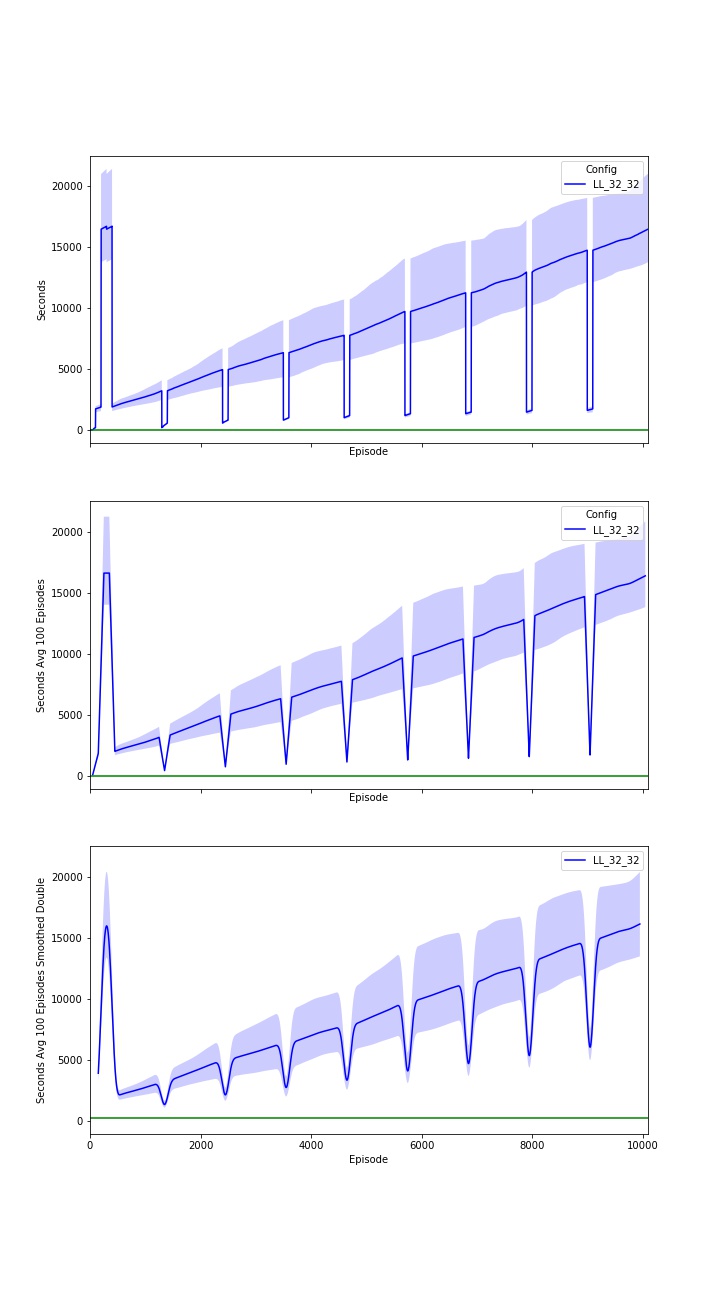 Config
LL_32_32
20000
15000
10000
5000
0
Seconds
Episode
Config
LL_32_32
20000
15000
10000
5000
0
Seconds Avg 100 Episodes
Episode
LL_32_32
20000
15000
10000
5000
0
Seconds Avg 100 Episodes Smoothed Double
0 2000 4000 6000 8000 10000
Episode